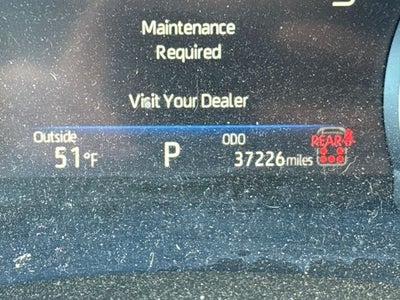 Maintenance
Required
Visit Your Dealer
Outside
51°F
P
ODO
37226 miles
REAR